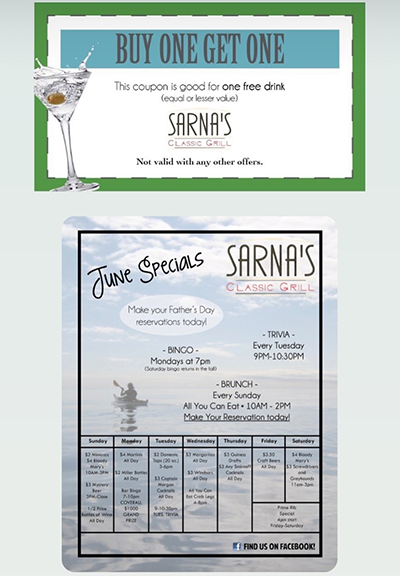 BUY ONE GET ONE
This coupon is good for one free drink
(equal or lesser value)
SARNA'S
CLASSIC GRILL
Not valid with any other offers.
June Specials
SARNA'S
CLASSIC GRILL
Make your Father's Day
reservations today!
- TRIVIA -
Every Tuesday
9PM-10:30PM
- BINGO -
Mondays at 7pm
(Saturday bingo returns in the fall)
- BRUNCH -
Every Sunday
All You Can Eat • 10AM - 2PM
Make Your Reservation today!
Sunday Monday Tuesday Wednesday Thursday Friday Saturday
$2 Mimosas
$4 Bloody
Mary's
10AM-3PM
$3 Mystery
Beer
3PM-Close
1/2 Price
Bottles of Wine
All Day
$4 Martinis
All Day
$2 Miller Bottles
All Day
Bar Bingo
7-10pm
COVERALL
$1000
GRAND
PRIZE
$2 Domestic
Taps (20 oz.)
3-6pm
$3 Captain
Morgan
Cocktails
All Day
9-10:30pm
TUES. TRIVIA
$3 Margaritas
All Day
$3 Windsors
All Day
All You Can
Eat Crab Legs
4-8pm
$3 Guiness
Drafts
$3 Any Smirnoff
Cocktails
All Day
$3.50
Craft Beers
All Day
$4 Bloody
Mary's
$3 Screwdrivers
and
Greyhounds
11am-3pm
Prime Rib
Special
4pm start
Friday-Saturday
FIND US ON FACEBOOK!